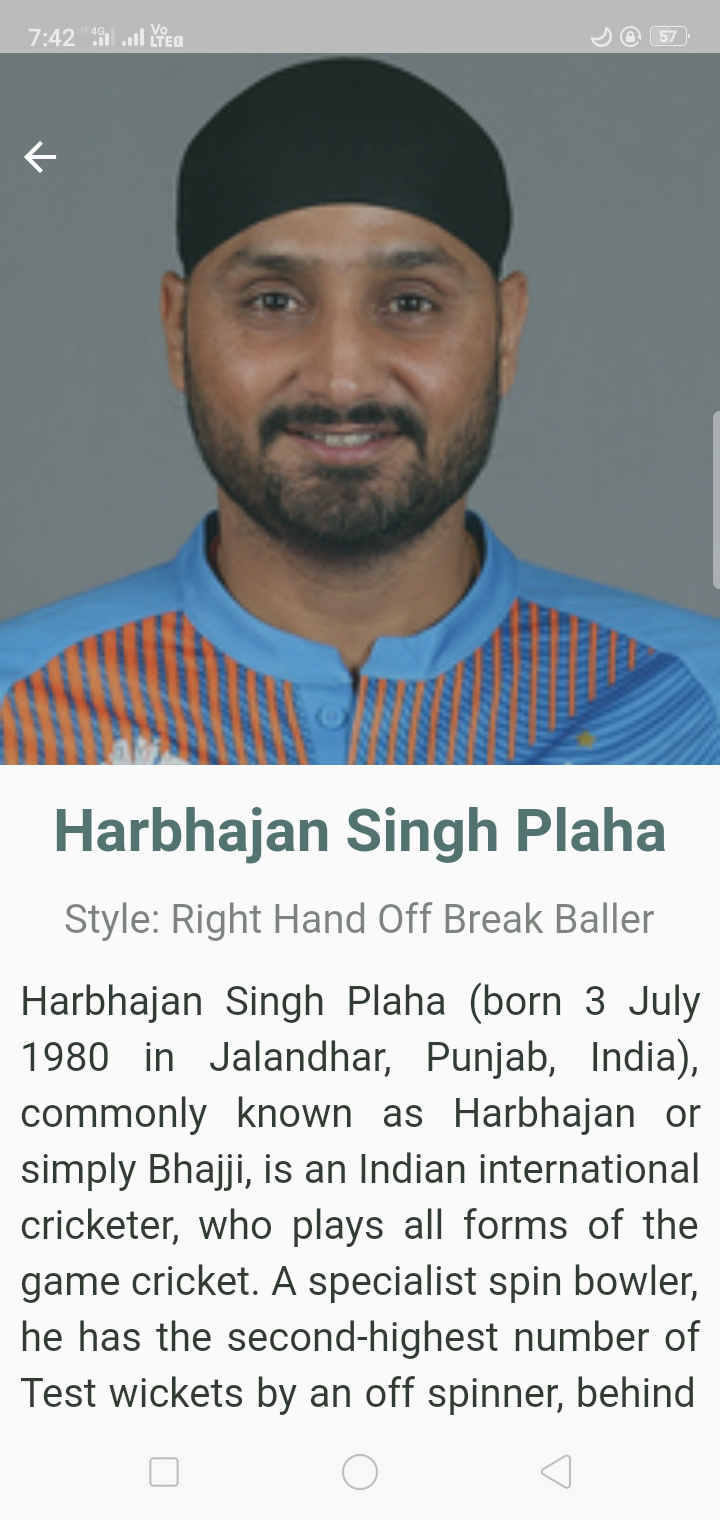 7:42 4G Vo LTE 57
Harbhajan Singh Plaha
Style: Right Hand Off Break Baller
Harbhajan Singh Plaha (born 3 July
1980 in Jalandhar, Punjab, India),
commonly known as Harbhajan or
simply Bhajji, is an Indian international
cricketer, who plays all forms of the
game cricket. A specialist spin bowler,
he has the second-highest number of
Test wickets by an off spinner, behind